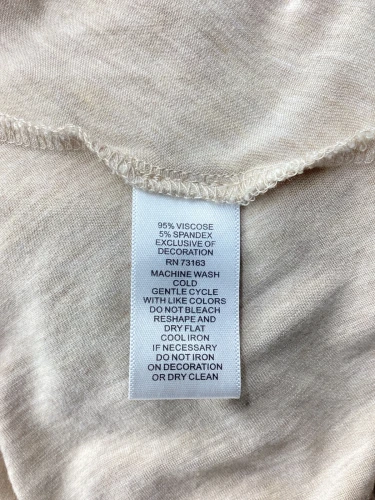 95% VISCOSE
5% SPANDEX
EXCLUSIVE OF
DECORATION
RN 73163
MACHINE WASH
COLD
GENTLE CYCLE
WITH LIKE COLORS
DO NOT BLEACH
RESHAPE AND
DRY FLAT
COOL IRON
IF NECESSARY
DO NOT IRON
ON DECORATION
OR DRY CLEAN